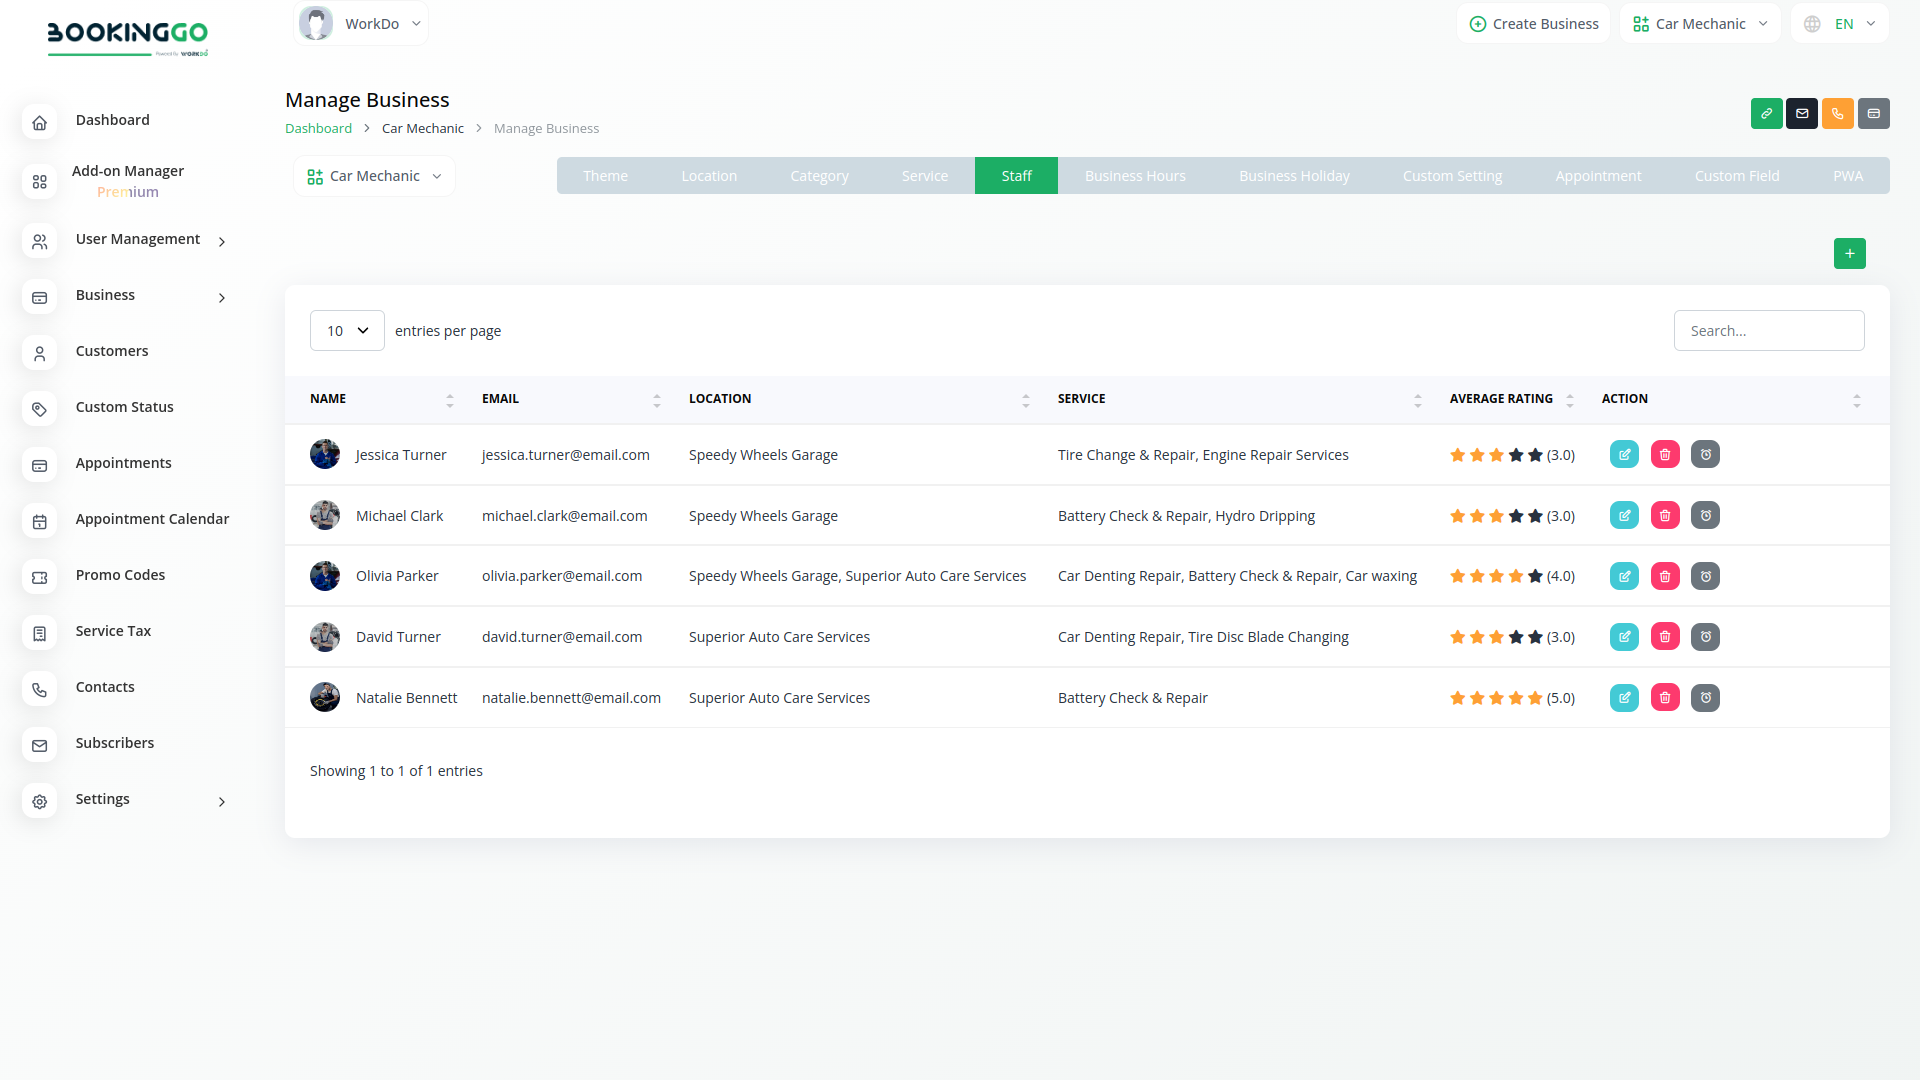 BOOKINGGO
Powered By WORKDO
WorkDo
Create Business
Car Mechanic
EN
Dashboard
Add-on Manager
Premium
User Management
Business
Customers
Custom Status
Appointments
Appointment Calendar
Promo Codes
Service Tax
Contacts
Subscribers
Settings
Manage Business
Dashboard > Car Mechanic > Manage Business
Car Mechanic
Theme Location Category Service Staff Business Hours Business Holiday Custom Setting Appointment Custom Field PWA
10 entries per page
Search...
NAME EMAIL LOCATION SERVICE AVERAGE RATING ACTION
Jessica Turner jessica.turner@email.com Speedy Wheels Garage Tire Change & Repair, Engine Repair Services (3.0)
Michael Clark michael.clark@email.com Speedy Wheels Garage Battery Check & Repair, Hydro Dripping (3.0)
Olivia Parker olivia.parker@email.com Speedy Wheels Garage, Superior Auto Care Services Car Denting Repair, Battery Check & Repair, Car waxing (4.0)
David Turner david.turner@email.com Superior Auto Care Services Car Denting Repair, Tire Disc Blade Changing (3.0)
Natalie Bennett natalie.bennett@email.com Superior Auto Care Services Battery Check & Repair (5.0)
Showing 1 to 1 of 1 entries